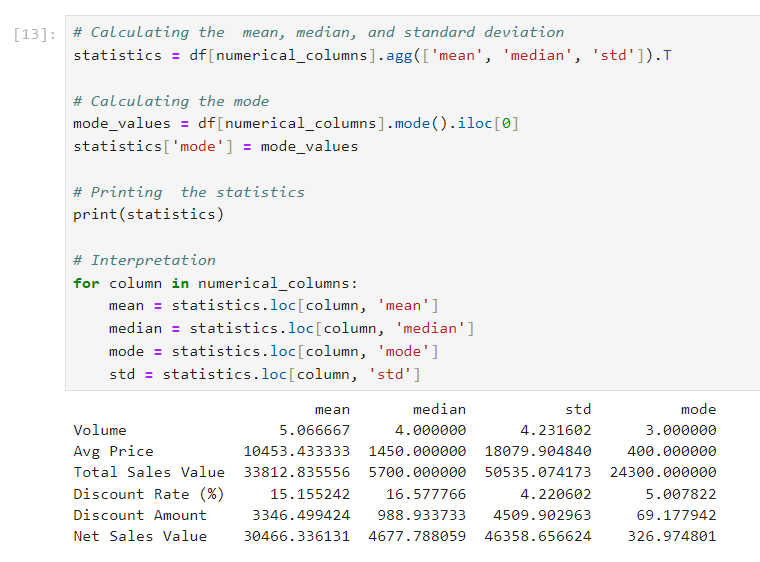 [13]: # Calculating the  mean, median, and standard deviation
statistics = df[numerical_columns].agg(['mean', 'median', 'std']).T

# Calculating the mode
mode_values = df[numerical_columns].mode().iloc[0]
statistics['mode'] = mode_values

# Printing  the statistics
print(statistics)

# Interpretation
for column in numerical_columns:
    mean = statistics.loc[column, 'mean']
    median = statistics.loc[column, 'median']
    mode = statistics.loc[column, 'mode']
    std = statistics.loc[column, 'std']

                           mean       median           std          mode
Volume                 5.066667     4.000000      4.231602      3.000000
Avg Price          10453.433333  1450.000000  18079.904840    400.000000
Total Sales Value  33812.835556  5700.000000  50535.074173  24300.000000
Discount Rate (%)     15.155242    16.577766      4.220602      5.007822
Discount Amount     3346.499424   988.933733   4509.902963     69.177942
Net Sales Value    30466.336131  4677.788059  46358.656624    326.974801